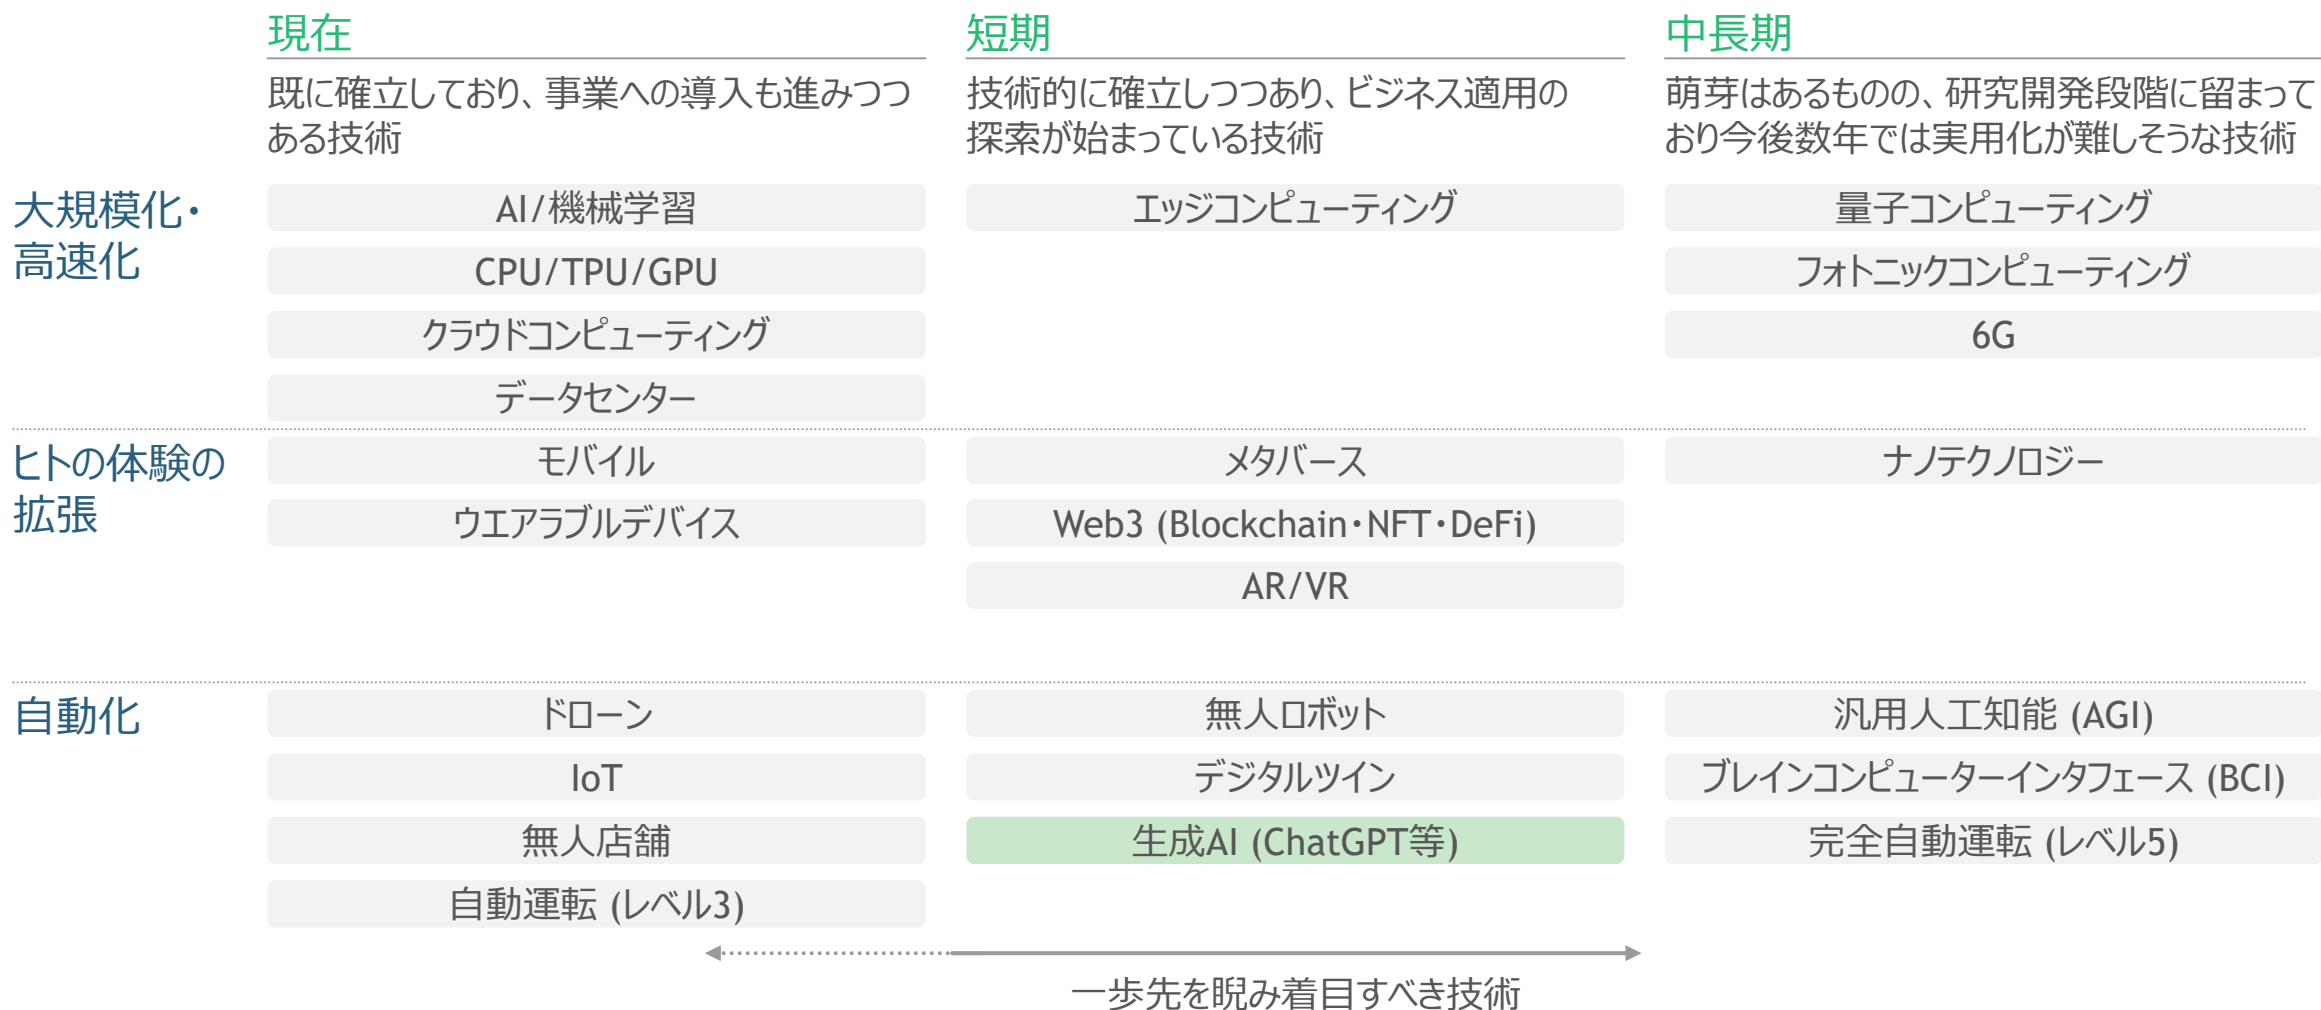 現在
短期
中長期
既に確立しており、事業への導入も進みつつ
ある技術
技術的に確立しつつあり、ビジネス適用の
探索が始まっている技術
萌芽はあるものの、研究開発段階に留まって
おり今後数年では実用化が難しそうな技術
大規模化・
高速化
AI/機械学習
CPU/TPU/GPU
クラウドコンピューティング
データセンター
エッジコンピューティング
量子コンピューティング
フォトニックコンピューティング
6G
ヒトの体験の
拡張
モバイル
ウエアラブルデバイス
メタバース
Web3 (Blockchain・NFT・DeFi)
AR/VR
ナノテクノロジー
自動化
ドローン
IoT
無人店舗
自動運転 (レベル3)
無人ロボット
デジタルツイン
生成AI (ChatGPT等)
汎用人工知能 (AGI)
ブレインコンピューターインタフェース (BCI)
完全自動運転 (レベル5)
一歩先を睨み着目すべき技術